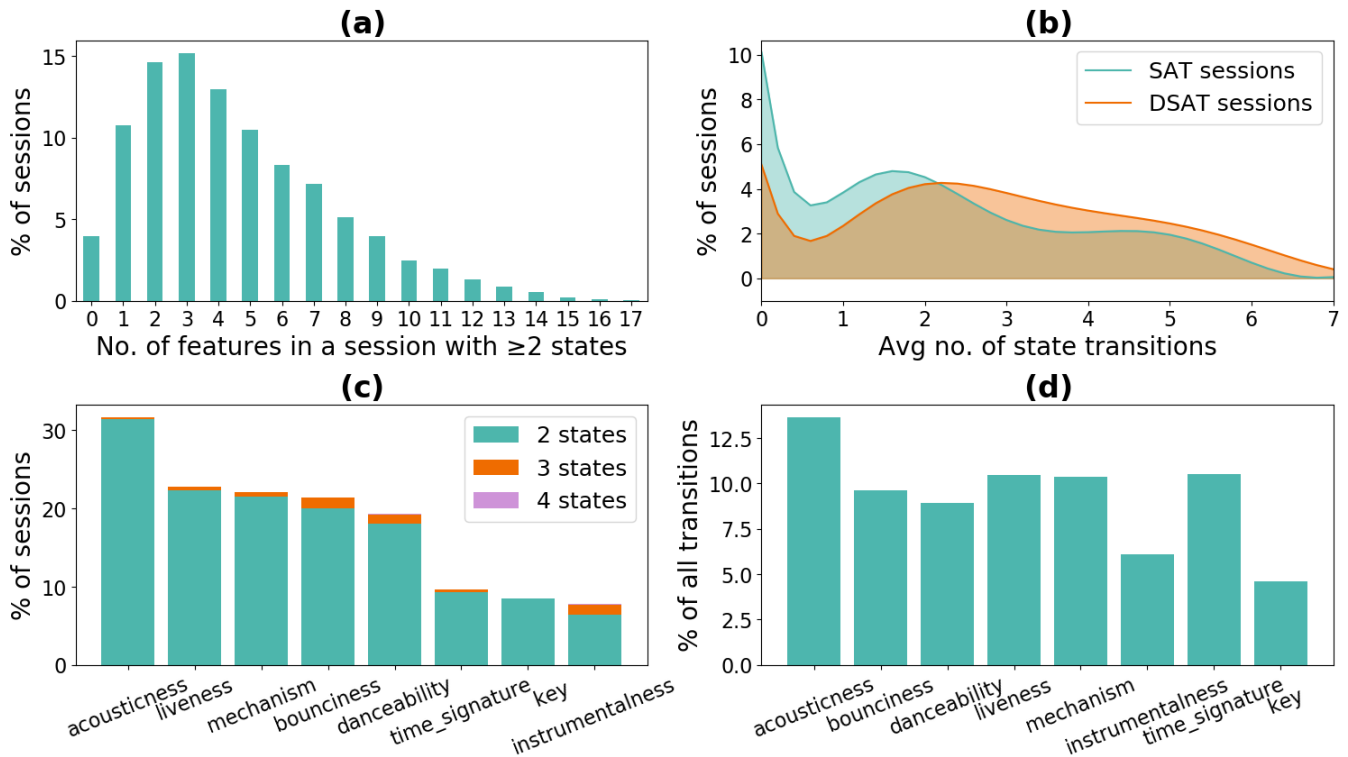 (a)
% of sessions
15
10
5
0
0 1 2 3 4 5 6 7 8 9 10 11 12 13 14 15 16 17
No. of features in a session with ≥2 states
(b)
% of sessions
10
8
6
4
2
0
SAT sessions
DSAT sessions
0 1 2 3 4 5 6 7
Avg no. of state transitions
(c)
% of sessions
30
20
10
0
2 states
3 states
4 states
acousticness
liveness
mechanism
bounciness
danceability
time_signature
key
instrumentalness
(d)
% of all transitions
12.5
10.0
7.5
5.0
2.5
0.0
acousticness
bounciness
danceability
liveness
mechanism
instrumentalness
time_signature
key